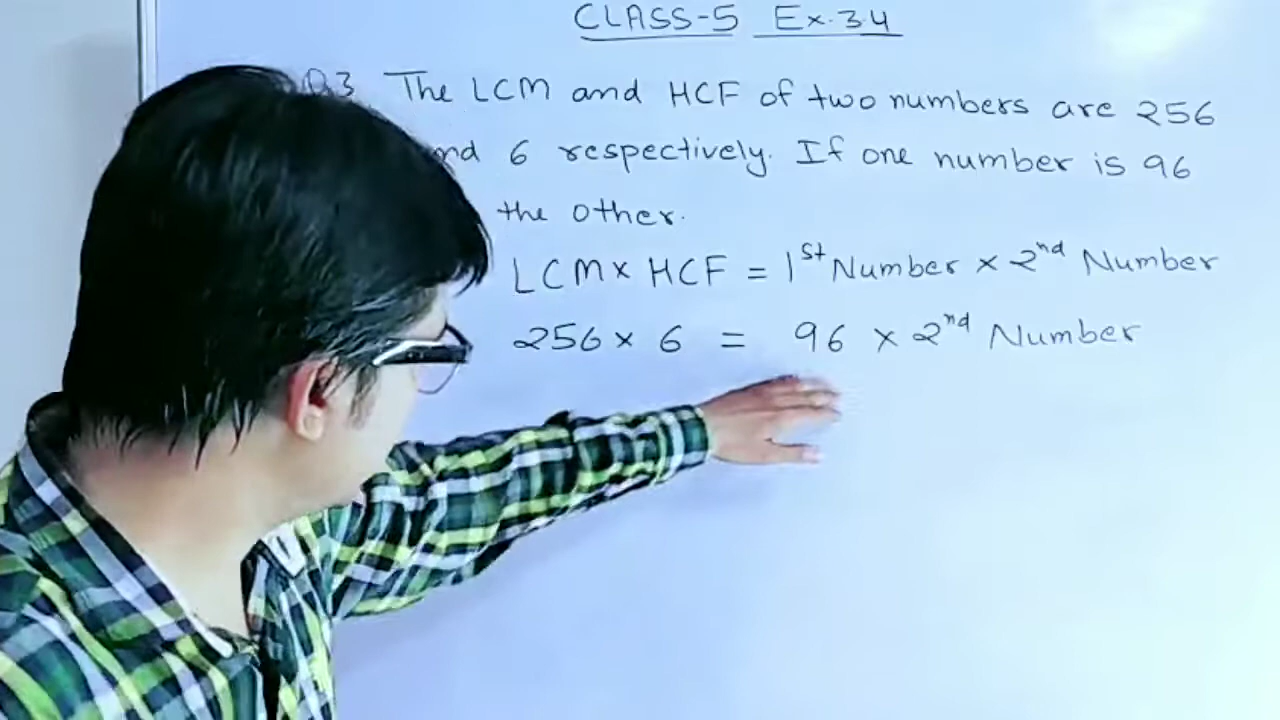 CLASS-5 Ex.3.4
Q3 The LCM and HCF of two numbers are 256
6 respectively. If one number is 96
the other.
LCM × HCF = 1st Number × 2nd Number
256 × 6 = 96 × 2nd Number